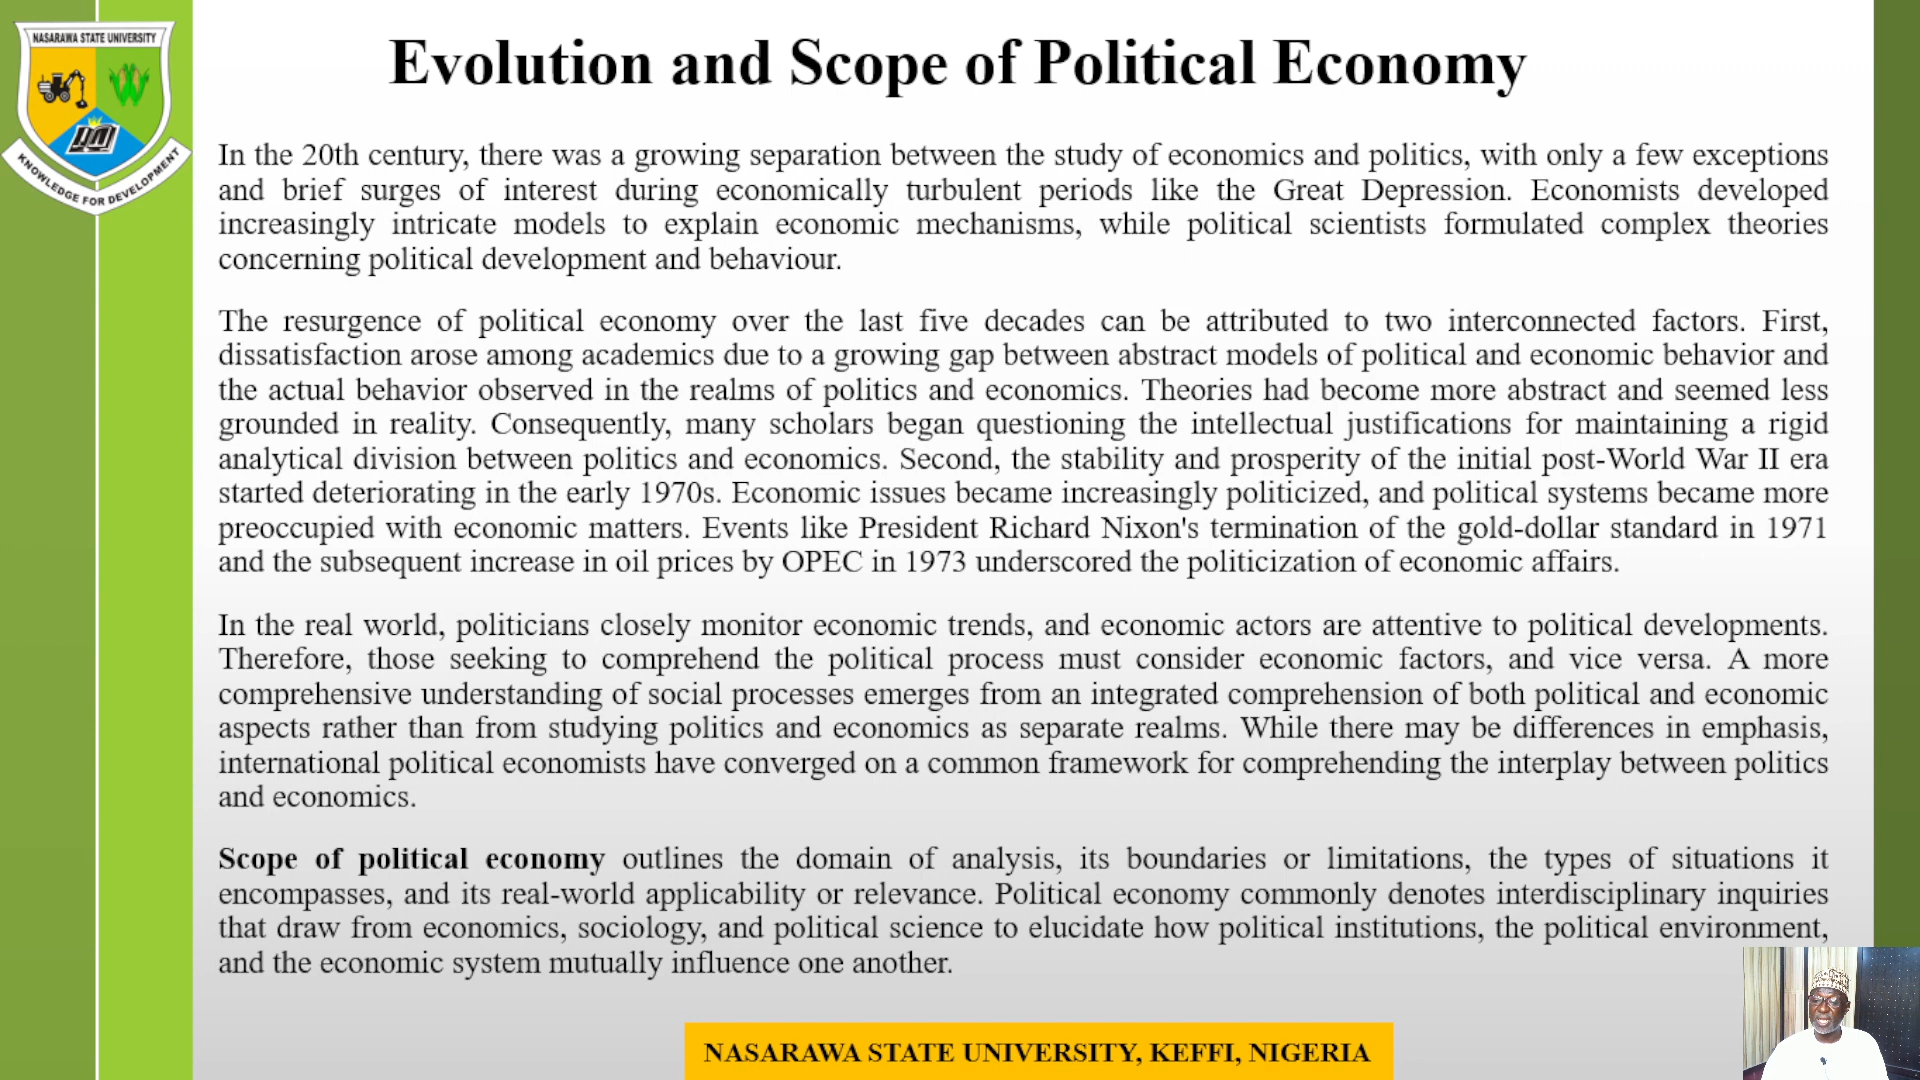 NASARAWA STATE UNIVERSITY
KNOWLEDGE FOR DEVELOPMENT
Evolution and Scope of Political Economy
In the 20th century, there was a growing separation between the study of economics and politics, with only a few exceptions
and brief surges of interest during economically turbulent periods like the Great Depression. Economists developed
increasingly intricate models to explain economic mechanisms, while political scientists formulated complex theories
concerning political development and behaviour.
The resurgence of political economy over the last five decades can be attributed to two interconnected factors. First,
dissatisfaction arose among academics due to a growing gap between abstract models of political and economic behavior and
the actual behavior observed in the realms of politics and economics. Theories had become more abstract and seemed less
grounded in reality. Consequently, many scholars began questioning the intellectual justifications for maintaining a rigid
analytical division between politics and economics. Second, the stability and prosperity of the initial post-World War II era
started deteriorating in the early 1970s. Economic issues became increasingly politicized, and political systems became more
preoccupied with economic matters. Events like President Richard Nixon's termination of the gold-dollar standard in 1971
and the subsequent increase in oil prices by OPEC in 1973 underscored the politicization of economic affairs.
In the real world, politicians closely monitor economic trends, and economic actors are attentive to political developments.
Therefore, those seeking to comprehend the political process must consider economic factors, and vice versa. A more
comprehensive understanding of social processes emerges from an integrated comprehension of both political and economic
aspects rather than from studying politics and economics as separate realms. While there may be differences in emphasis,
international political economists have converged on a common framework for comprehending the interplay between politics
and economics.
Scope of political economy outlines the domain of analysis, its boundaries or limitations, the types of situations it
encompasses, and its real-world applicability or relevance. Political economy commonly denotes interdisciplinary inquiries
that draw from economics, sociology, and political science to elucidate how political institutions, the political environment,
and the economic system mutually influence one another.
NASARAWA STATE UNIVERSITY, KEFFI, NIGERIA